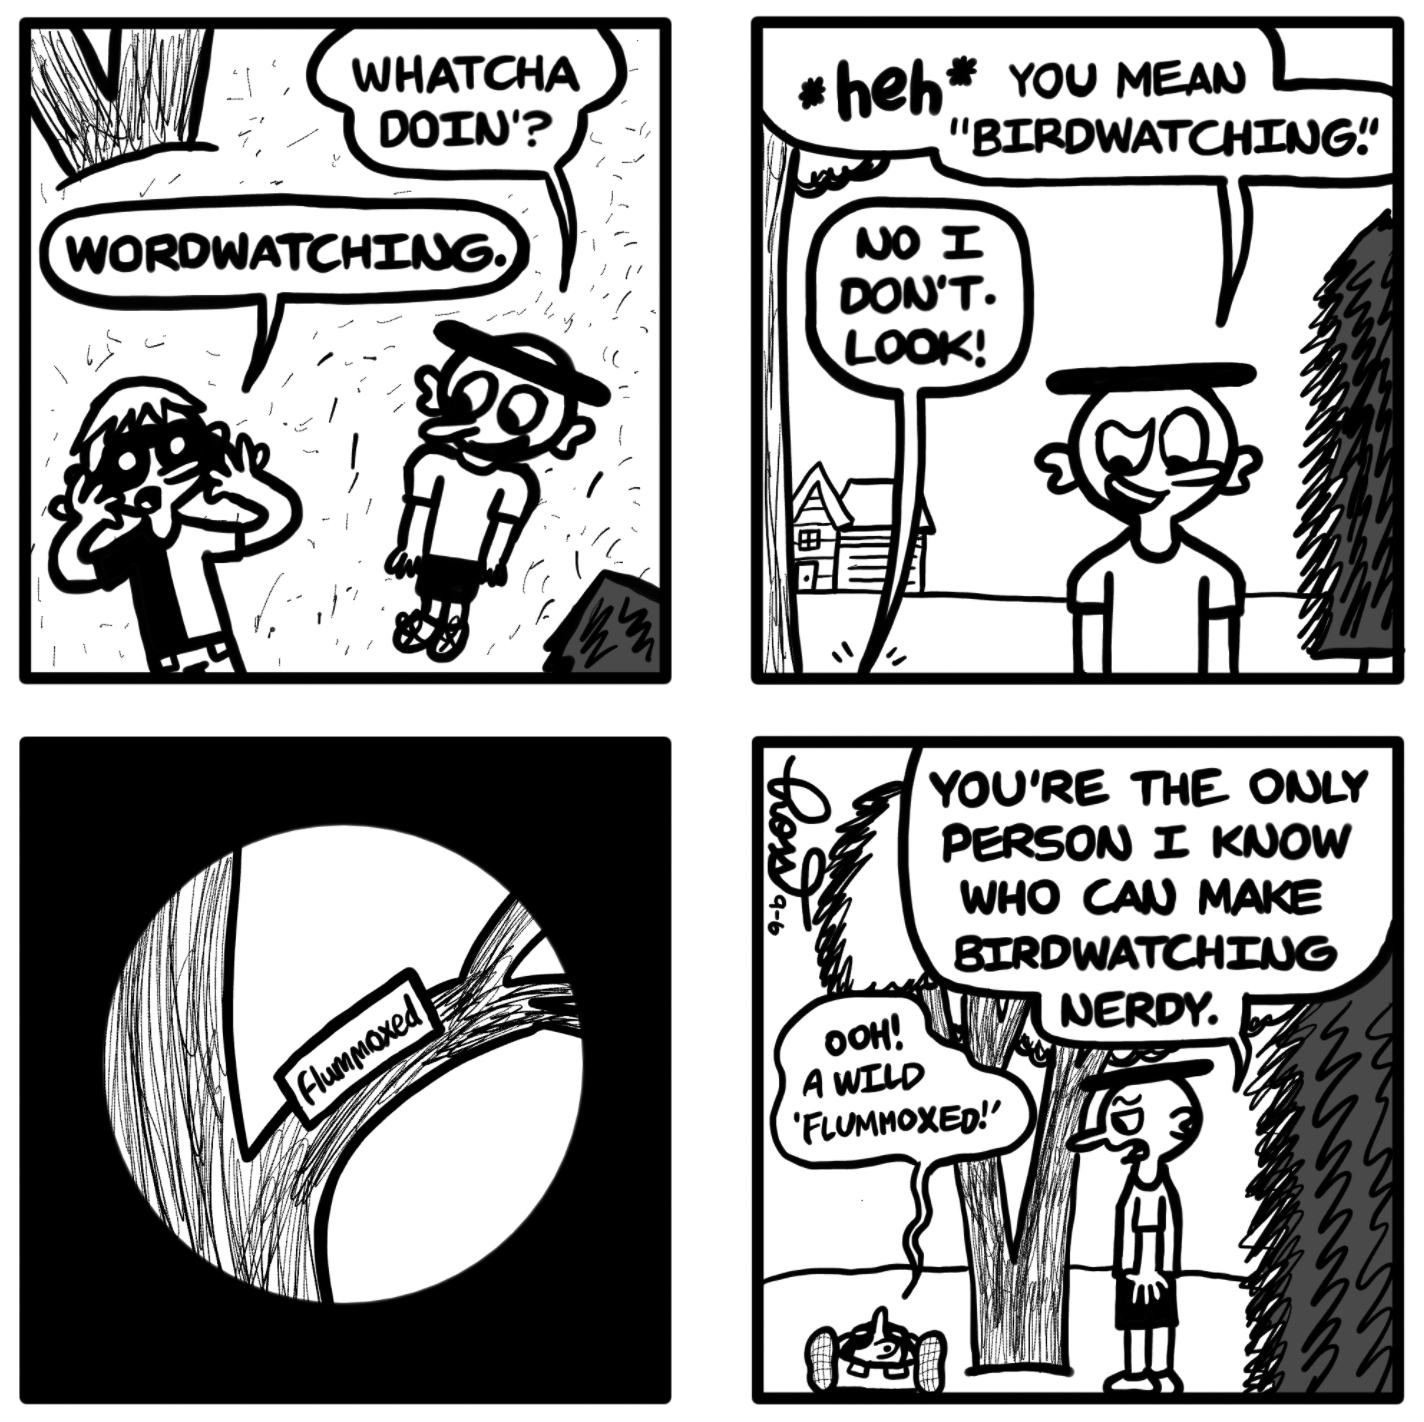 WHATCHA
DOIN'?
WORDWATCHING.
*heh* YOU MEAN
"BIRDWATCHING."
NO I
DON'T.
LOOK!
Flummoxed
YOU'RE THE ONLY
PERSON I KNOW
WHO CAN MAKE
BIRDWATCHING
NERDY.
OOH!
A WILD
'FLUMMOXED!'
Ross
9-6